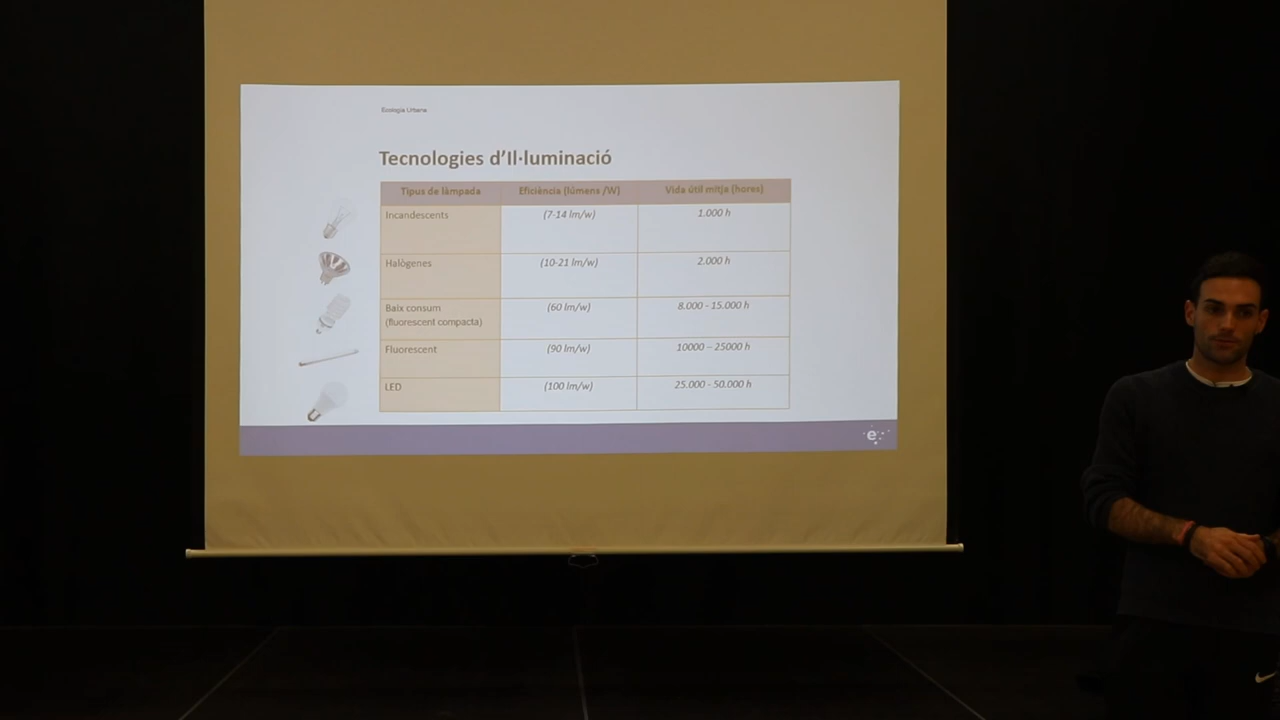 Ecologia Urbana
Tecnologies d'Il·luminació
Tipus de làmpada Eficiència (lúmens /W) Vida útil mitja (hores)
Incandescents (7-14 lm/w) 1.000 h
Halògenes (10-21 lm/w) 2.000 h
Baix consum (60 lm/w) 8.000 - 15.000 h
(fluorescent compacta)
Fluorescent (90 lm/w) 10000 – 25000 h
LED (100 lm/w) 25.000 - 50.000 h
e